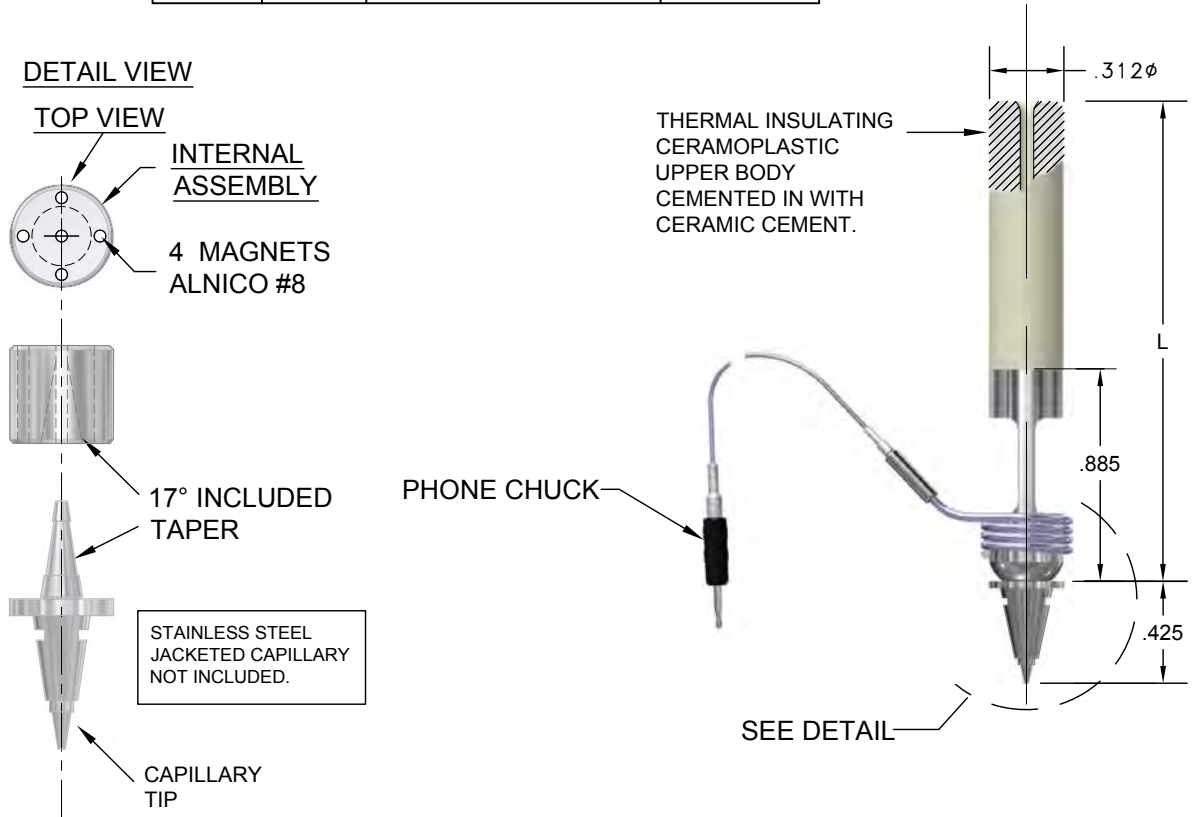 DETAIL VIEW
TOP VIEW
INTERNAL
ASSEMBLY
4 MAGNETS
ALNICO #8
17° INCLUDED
TAPER
STAINLESS STEEL
JACKETED CAPILLARY
NOT INCLUDED.
CAPILLARY
TIP
.312ϕ
THERMAL INSULATING
CERAMOPLASTIC
UPPER BODY
CEMENTED IN WITH
CERAMIC CEMENT.
L
.885
PHONE CHUCK
.425
SEE DETAIL